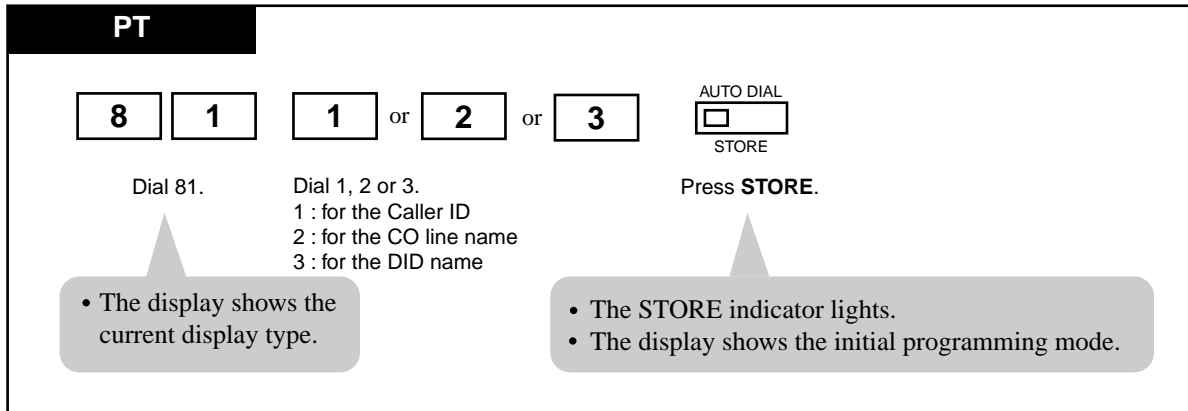 PT
8 1 1 or 2 or 3
AUTO DIAL
STORE
Dial 81.
Dial 1, 2 or 3.
1 : for the Caller ID
2 : for the CO line name
3 : for the DID name
Press STORE.
• The display shows the
current display type.
• The STORE indicator lights.
• The display shows the initial programming mode.